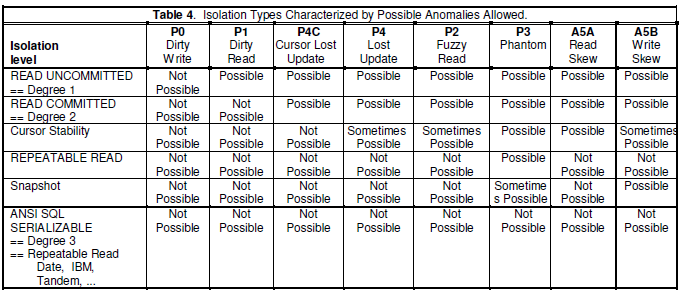 Table 4. Isolation Types Characterized by Possible Anomalies Allowed.
Isolation level | P0 Dirty Write | P1 Dirty Read | P4C Cursor Lost Update | P4 Lost Update | P2 Fuzzy Read | P3 Phantom | A5A Read Skew | A5B Write Skew
READ UNCOMMITTED == Degree 1 | Not Possible | Possible | Possible | Possible | Possible | Possible | Possible | Possible
READ COMMITTED == Degree 2 | Not Possible | Not Possible | Possible | Possible | Possible | Possible | Possible | Possible
Cursor Stability | Not Possible | Not Possible | Not Possible | Sometimes Possible | Sometimes Possible | Possible | Possible | Sometimes Possible
REPEATABLE READ | Not Possible | Not Possible | Not Possible | Not Possible | Not Possible | Possible | Not Possible | Not Possible
Snapshot | Not Possible | Not Possible | Not Possible | Not Possible | Not Possible | Sometimes Possible | Not Possible | Possible
ANSI SQL SERIALIZABLE == Degree 3 == Repeatable Read Date, IBM, Tandem, ... | Not Possible | Not Possible | Not Possible | Not Possible | Not Possible | Not Possible | Not Possible | Not Possible